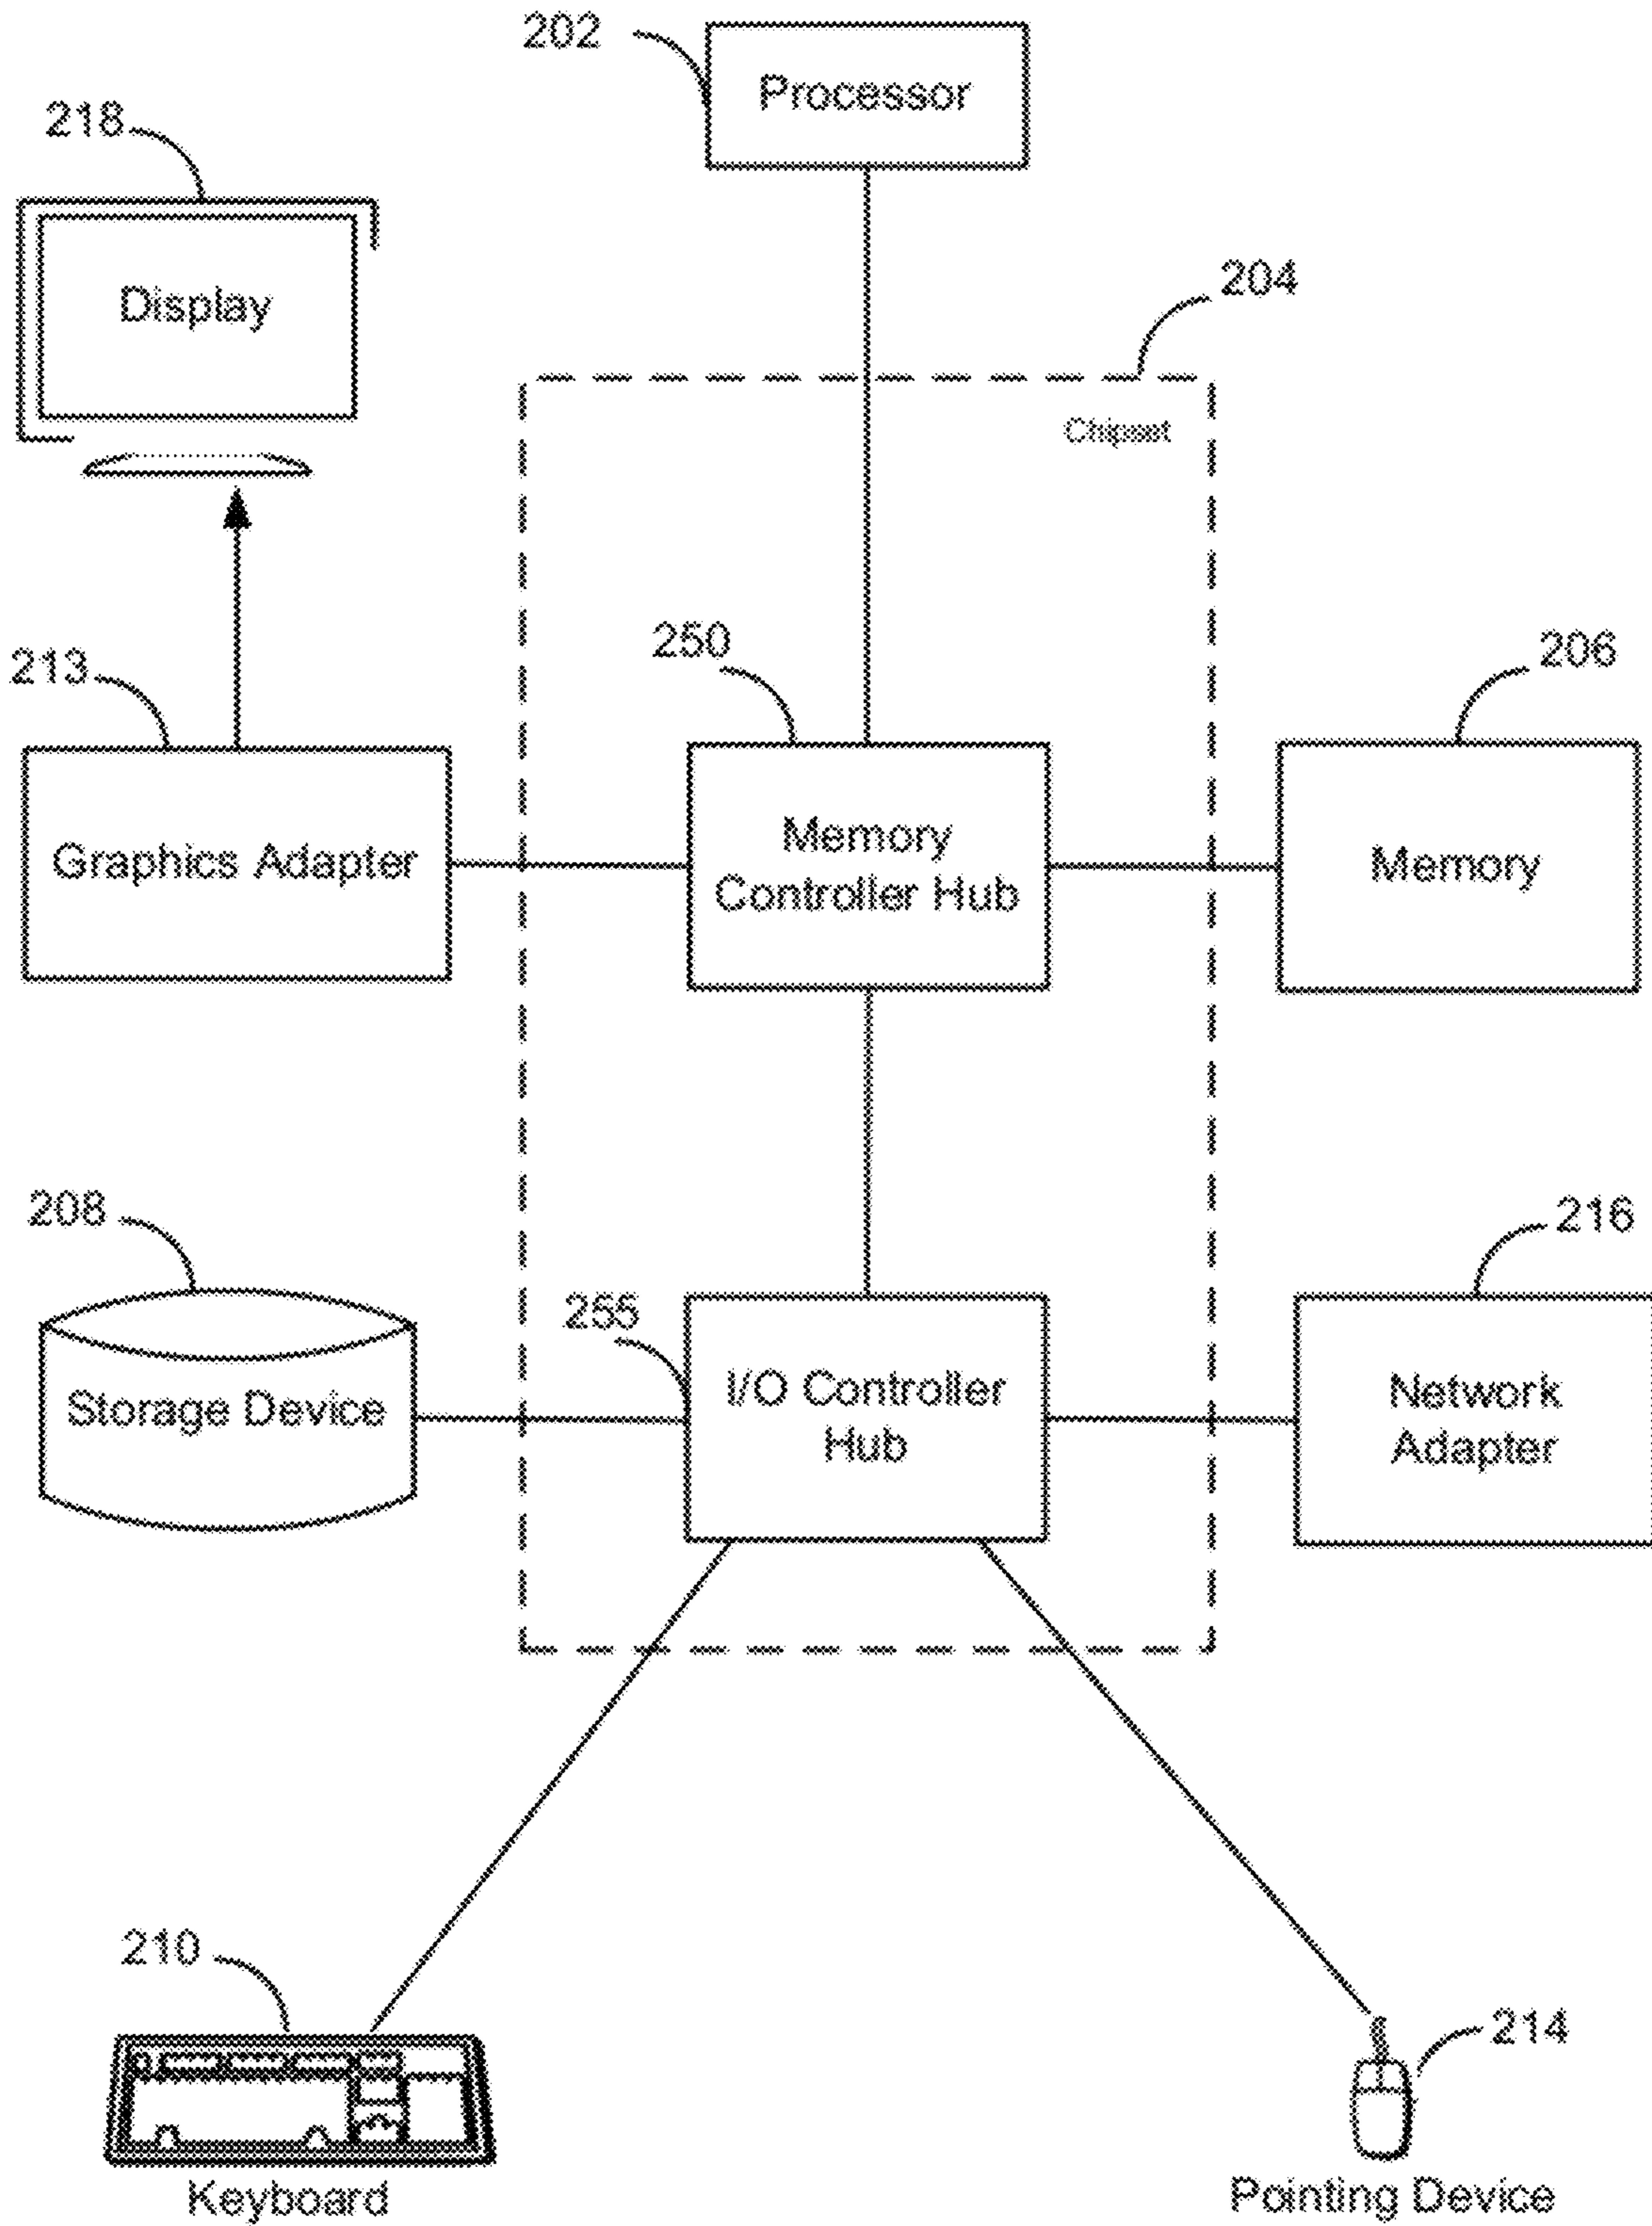 202
Processor
218
Display
204
Chipset
250
206
213
Graphics Adapter
Memory
Controller Hub
Memory
208
216
255
Storage Device
I/O Controller
Hub
Network
Adapter
210
214
Keyboard
Pointing Device